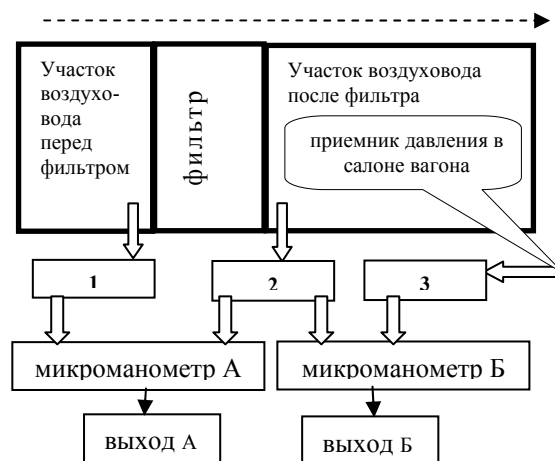 Участок
воздухо-
вода
перед
фильтром
фильтр
Участок воздуховода
после фильтра
приемник давления в
салоне вагона
1
2
3
микроманометр А
микроманометр Б
выход А
выход Б